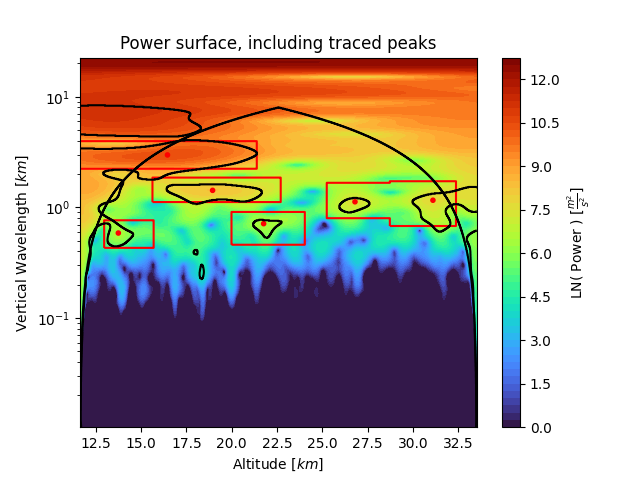 Power surface, including traced peaks
Vertical Wavelength [km]
10¹
10⁰
10⁻¹
12.5 15.0 17.5 20.0 22.5 25.0 27.5 30.0 32.5
Altitude [km]
12.0
10.5
9.0
7.5
6.0
4.5
3.0
1.5
0.0
LN( Power ) [m²/s²]